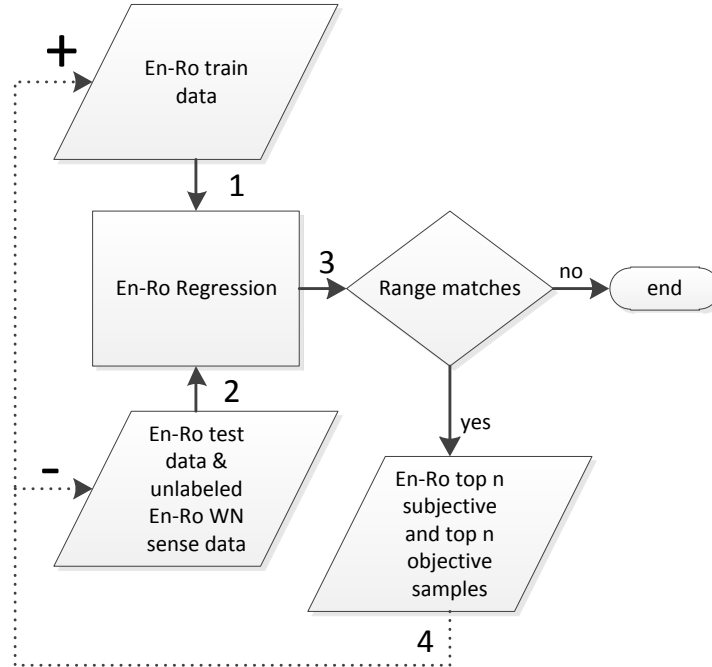 +
En-Ro train
data
1
En-Ro Regression
3
Range matches
no
end
2
yes
-
En-Ro test
data &
unlabeled
En-Ro WN
sense data
En-Ro top n
subjective
and top n
objective
samples
4